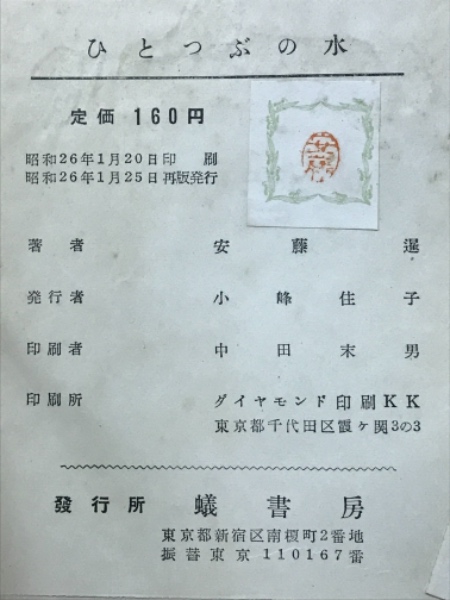 ひとつぶの水
定価 160円
昭和26年1月20日印刷
昭和26年1月25日再版発行
著者 安藤暹
発行者 小峰佳子
印刷者 中田末男
印刷所 ダイヤモンド印刷KK
東京都千代田区霞ケ関3の3
發行所 蟻書房
東京都新宿区南榎町2番地
振替東京110167番